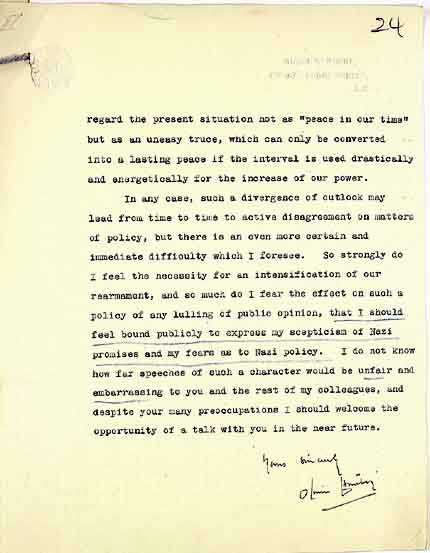 24
regard the present situation not as "peace in our time"
but as an uneasy truce, which can only be converted
into a lasting peace if the interval is used drastically
and energetically for the increase of our power.
In any case, such a divergence of outlook may
lead from time to time to active disagreement on matters
of policy, but there is an even more certain and
immediate difficulty which I foresee. So strongly do
I feel the necessity for an intensification of our
rearmament, and so much do I fear the effect on such a
policy of any lulling of public opinion, that I should
feel bound publicly to express my scepticism of Nazi
promises and my fears as to Nazi policy. I do not know
how far speeches of such a character would be unfair and
embarrassing to you and the rest of my colleagues, and
despite your many preoccupations I should welcome the
opportunity of a talk with you in the near future.
Yours sincerely